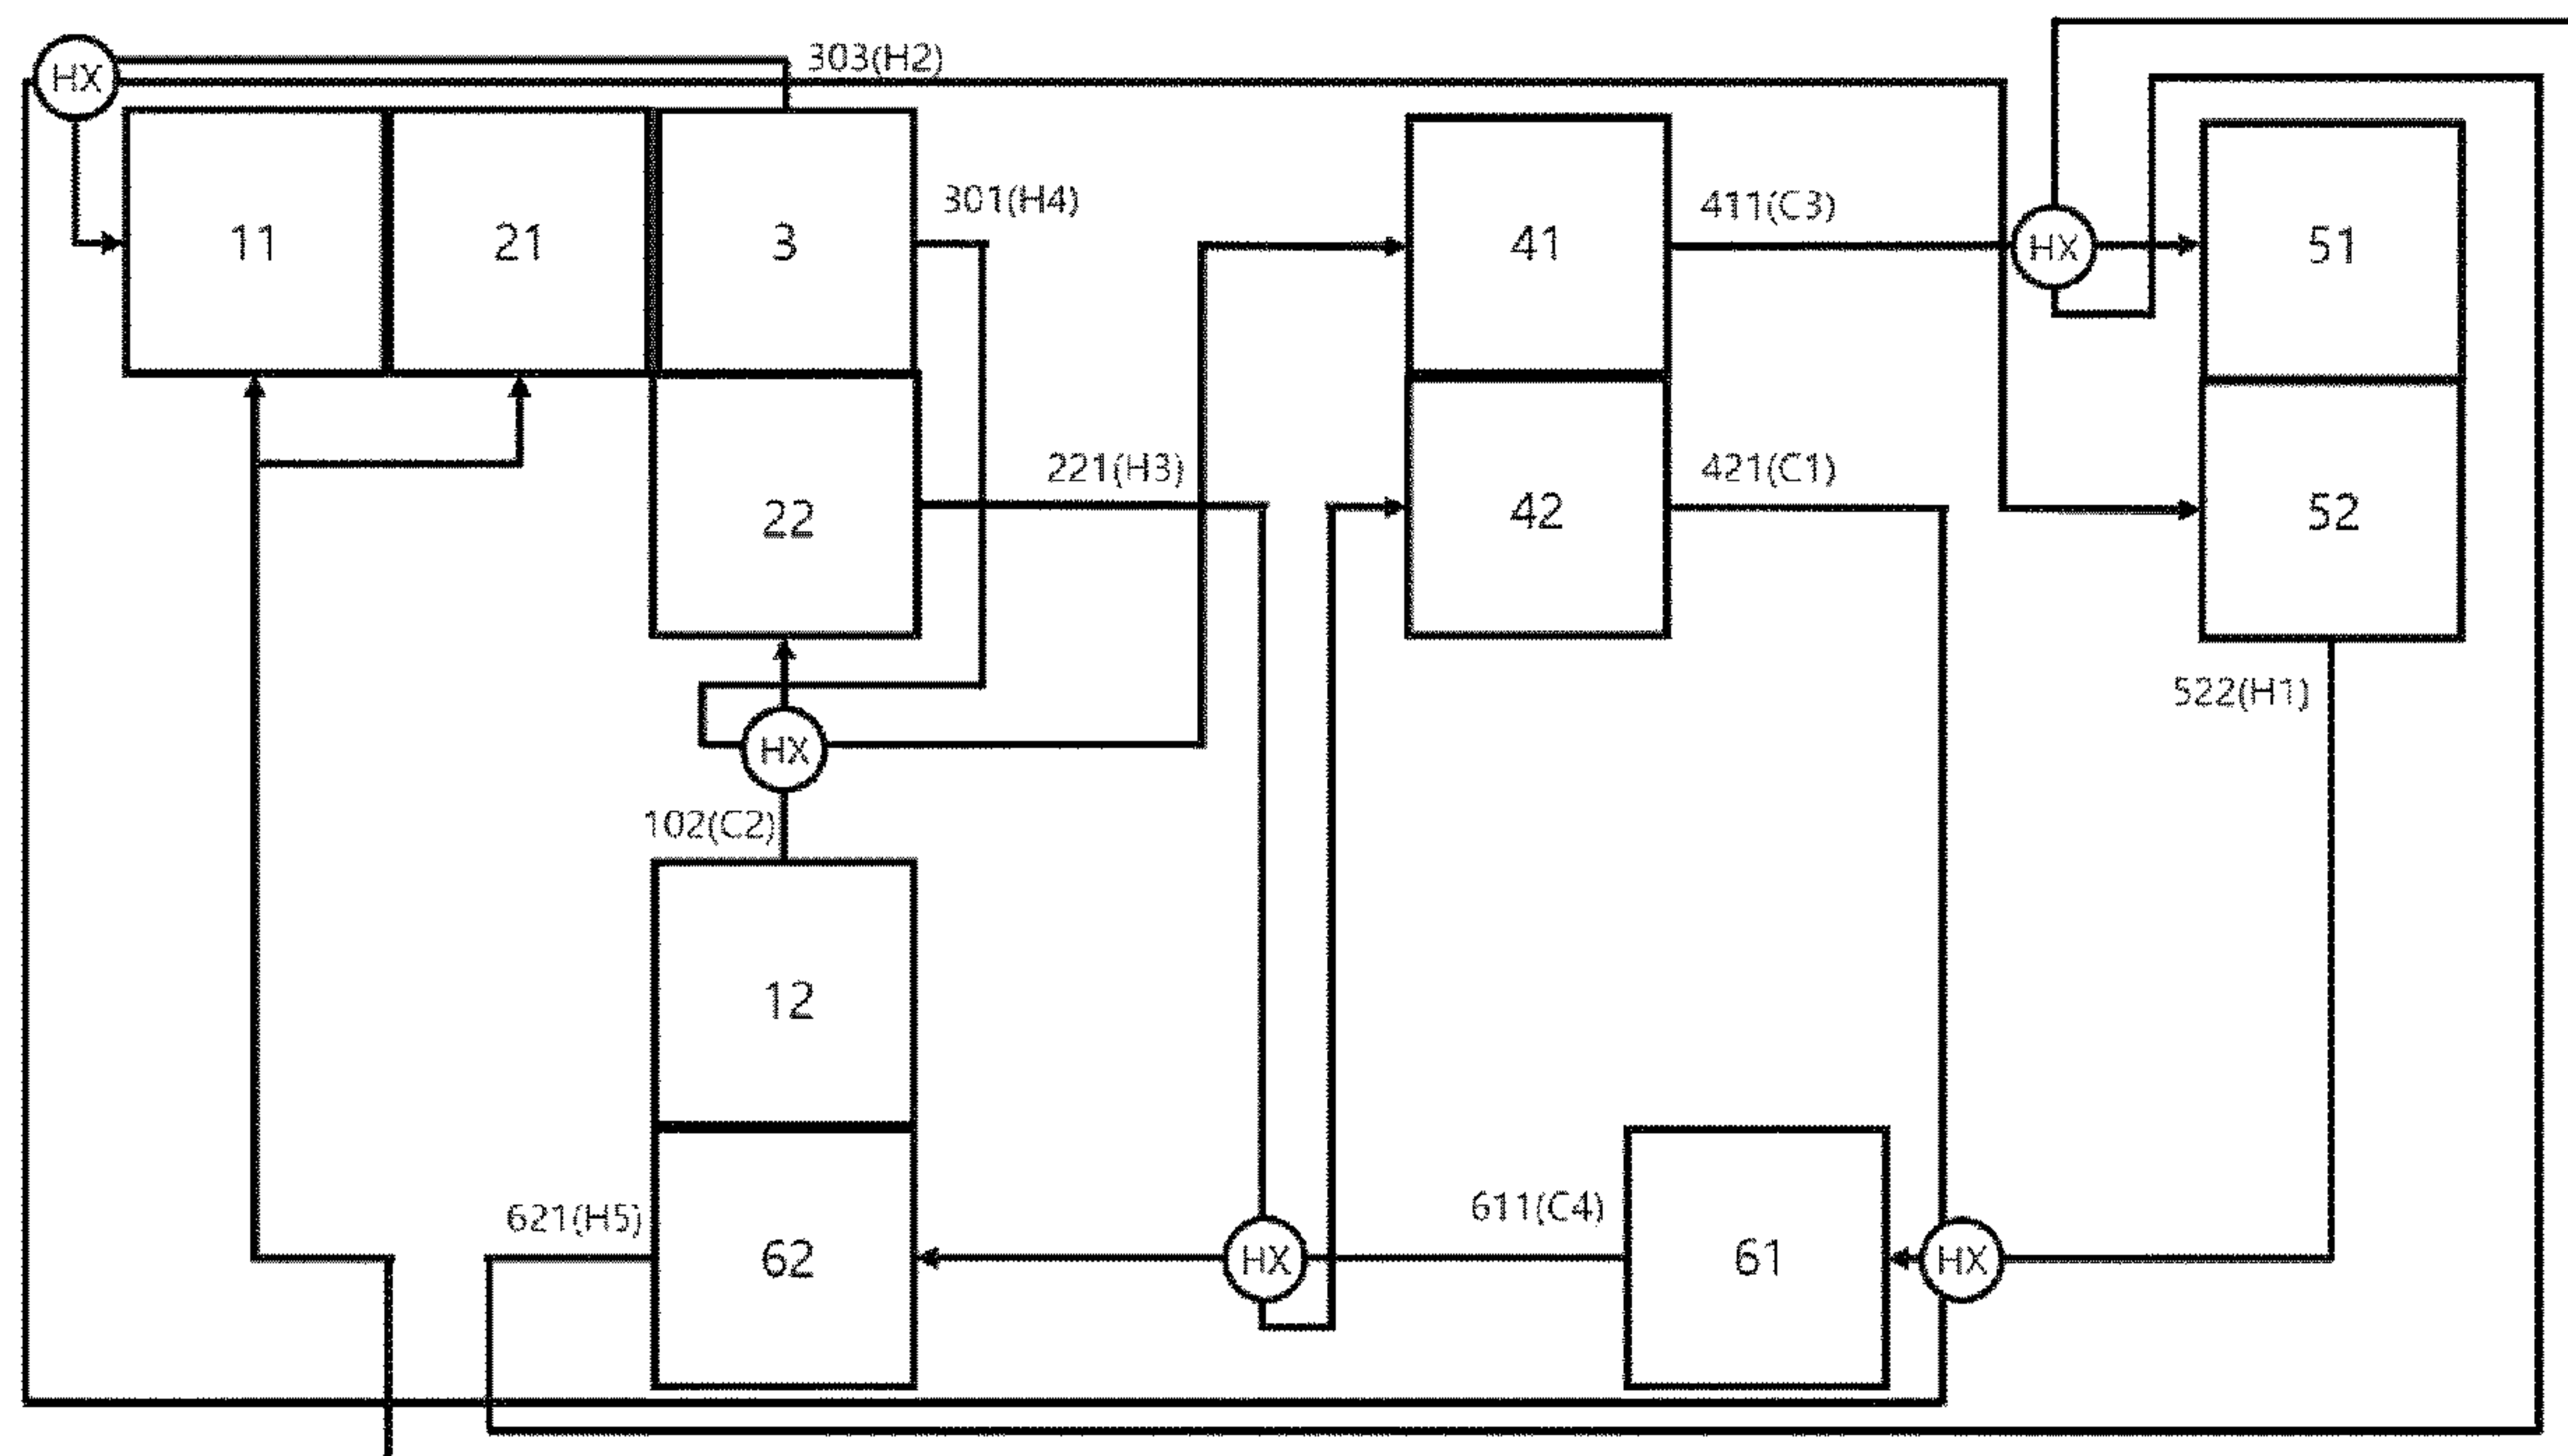 303(H2)
HX
11
21
3
301(H4)
41
411(C3)
HX
51
22
221(H3)
42
421(C1)
52
522(H1)
HX
102(C2)
12
621(H5)
62
HX
611(C4)
61
HX